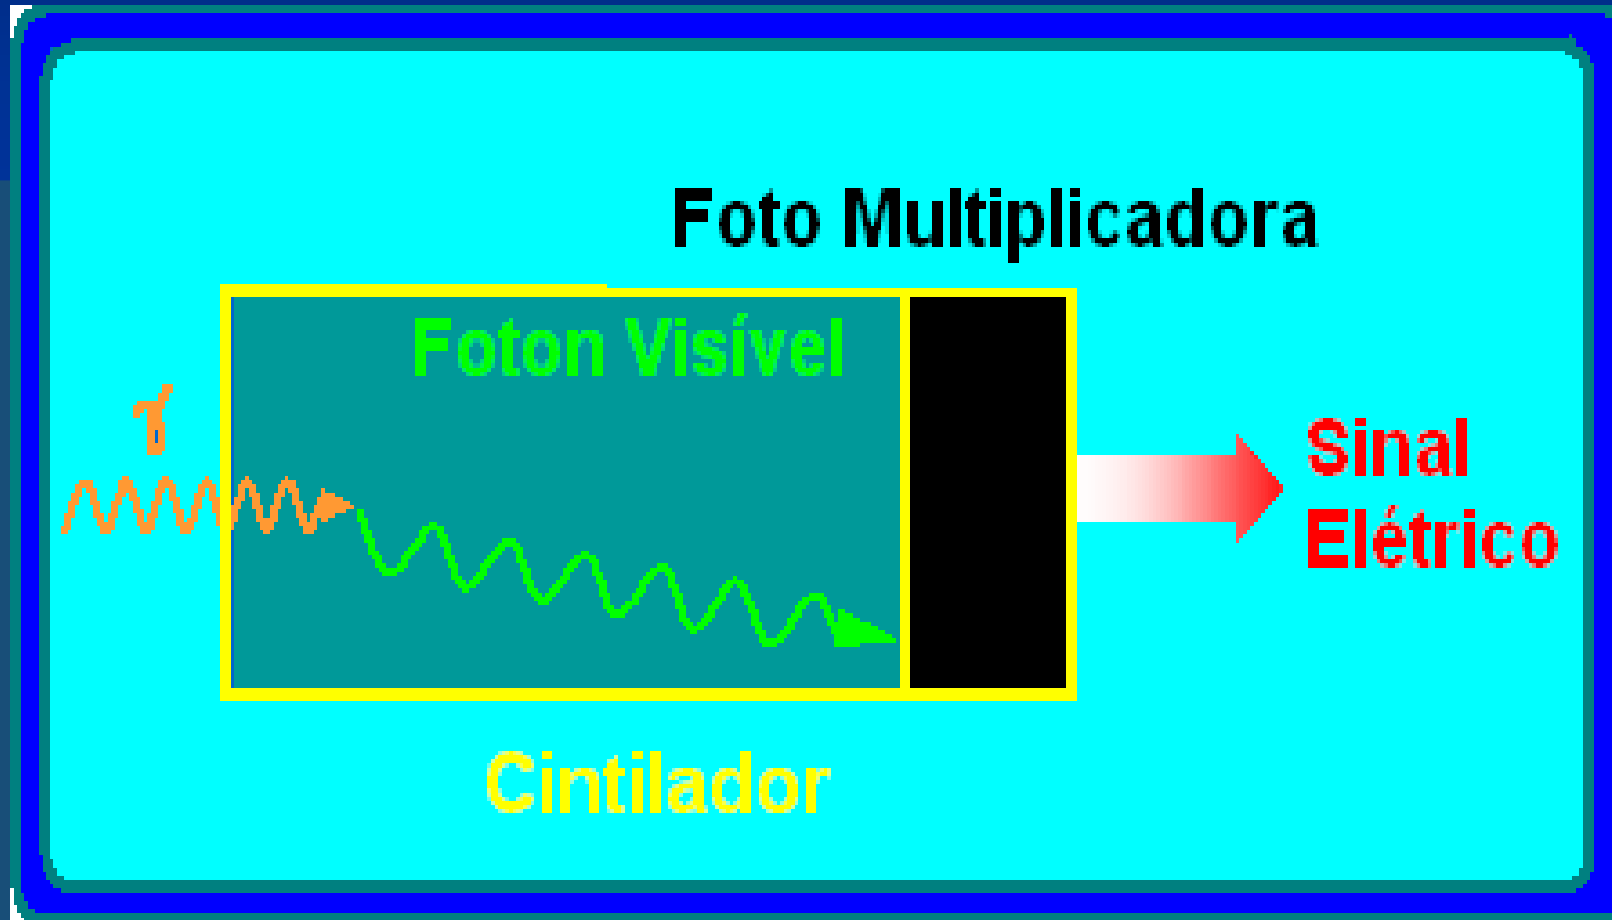 Foto Multiplicadora
Foton Visível
γ
Sinal
Elétrico
Cintilador